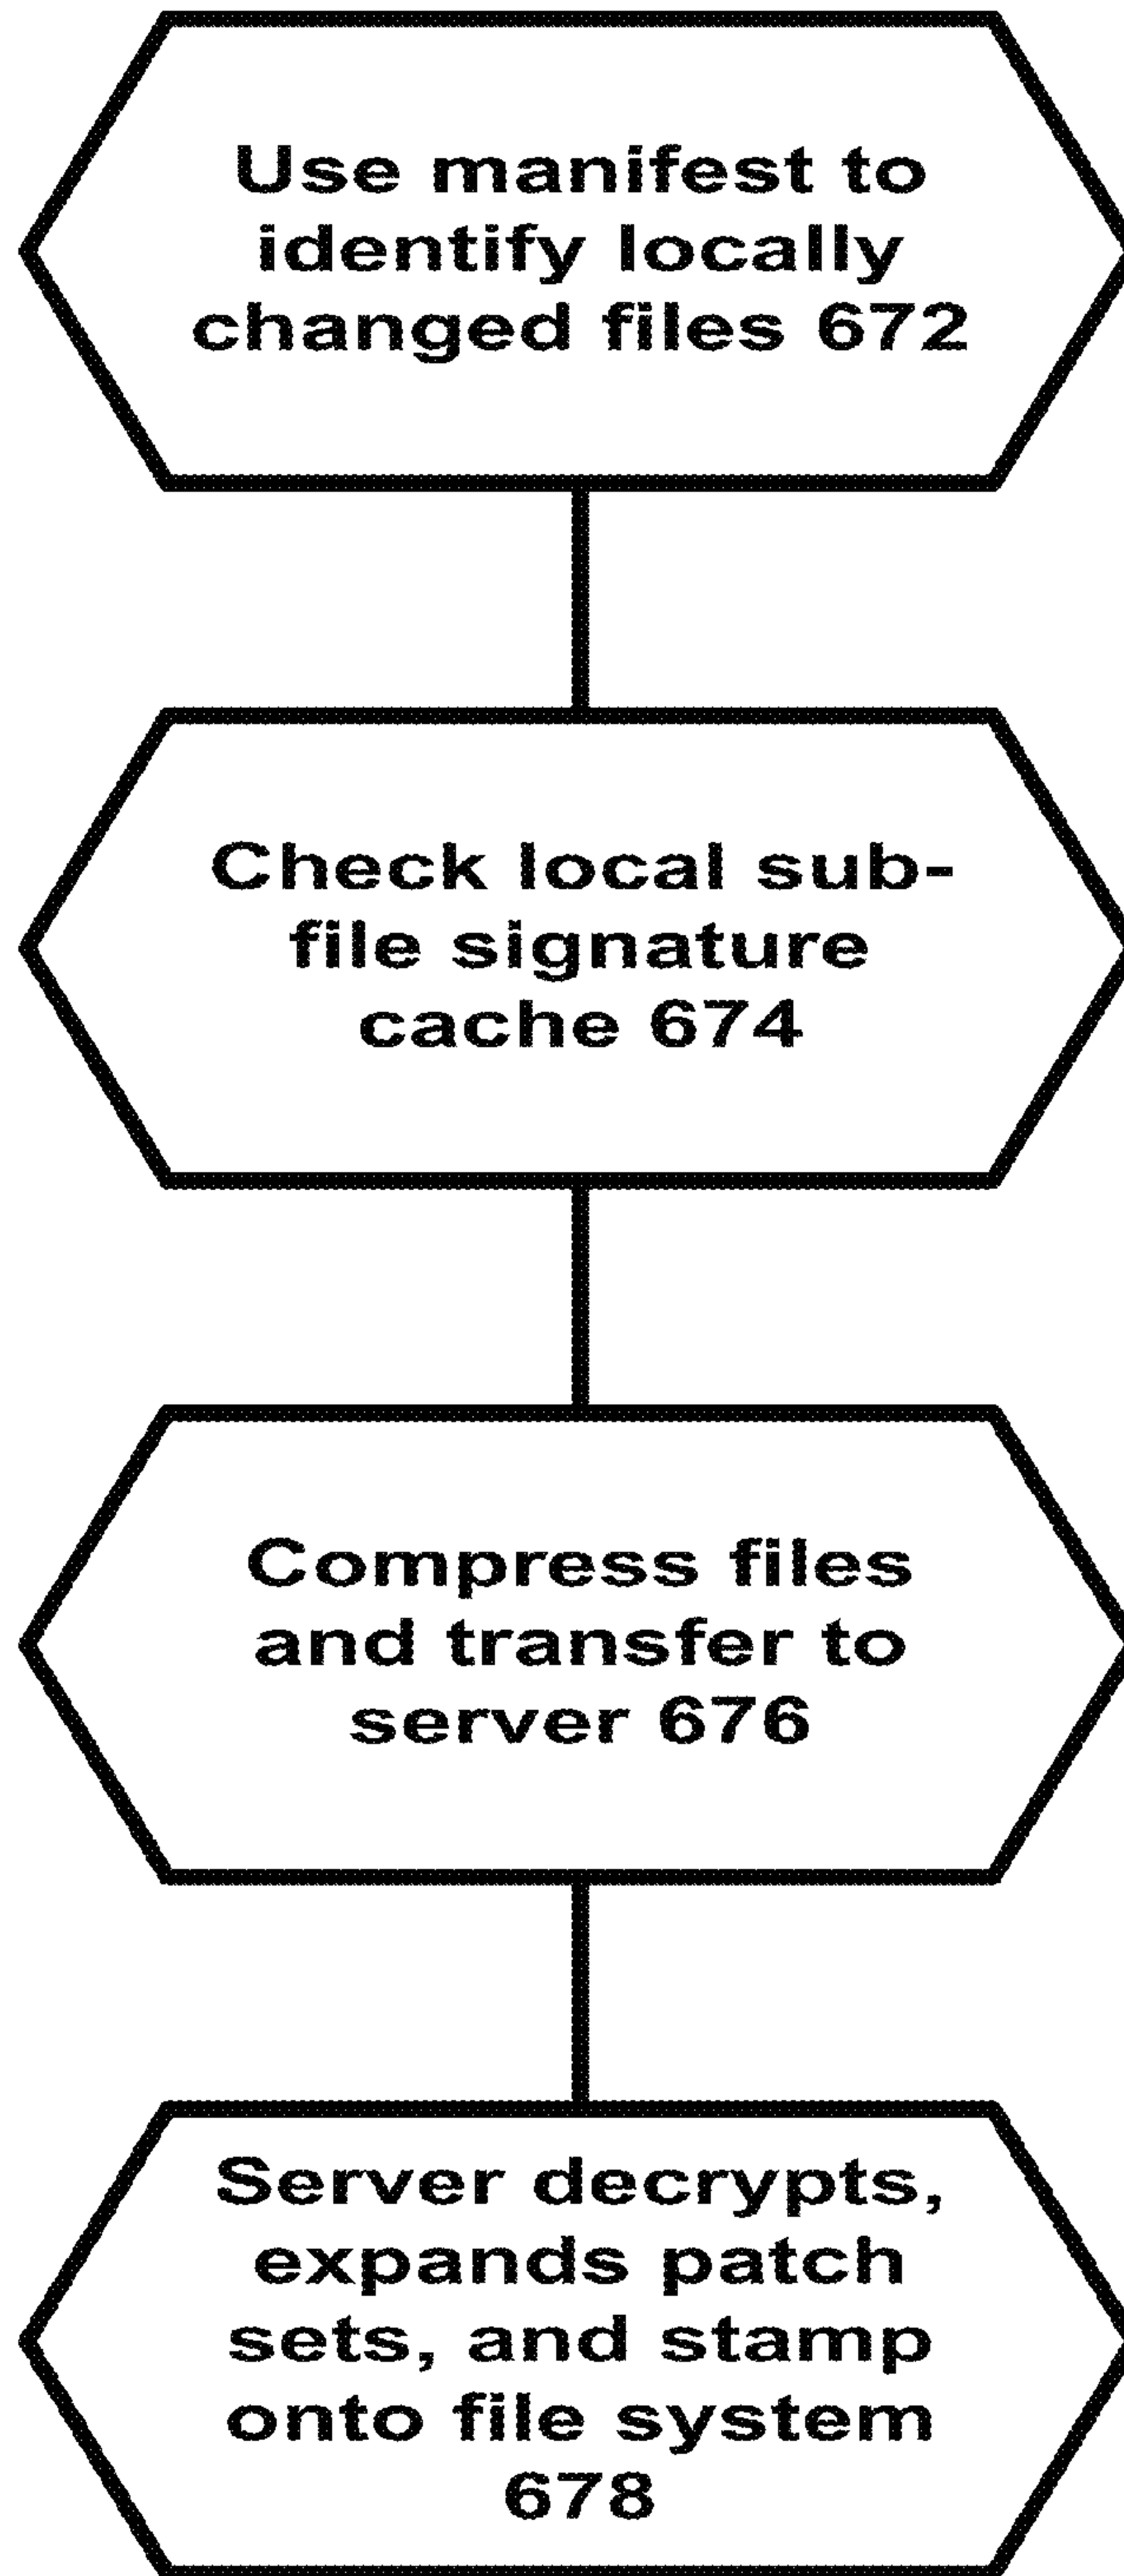 Use manifest to
identify locally
changed files 672
Check local sub-
file signature
cache 674
Compress files
and transfer to
server 676
Server decrypts,
expands patch
sets, and stamp
onto file system
678